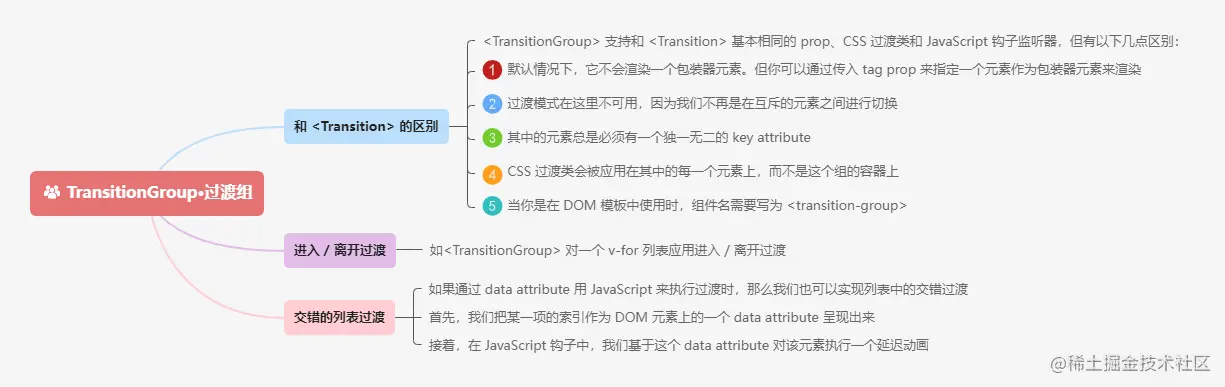 TransitionGroup•过渡组
和 <Transition> 的区别
<TransitionGroup> 支持和 <Transition> 基本相同的 prop、CSS 过渡类和 JavaScript 钩子监听器，但有以下几点区别：
1 默认情况下，它不会渲染一个包装器元素。但你可以通过传入 tag prop 来指定一个元素作为包装器元素来渲染
2 过渡模式在这里不可用，因为我们不再是在互斥的元素之间进行切换
3 其中的元素总是必须有一个独一无二的 key attribute
4 CSS 过渡类会被应用在其中的每一个元素上，而不是这个组的容器上
5 当你是在 DOM 模板中使用时，组件名需要写为 <transition-group>
进入 / 离开过渡
如<TransitionGroup> 对一个 v-for 列表应用进入 / 离开过渡
交错的列表过渡
如果通过 data attribute 用 JavaScript 来执行过渡时，那么我们也可以实现列表中的交错过渡
首先，我们把某一项的索引作为 DOM 元素上的一个 data attribute 呈现出来
接着，在 JavaScript 钩子中，我们基于这个 data attribute 对该元素执行一个延迟动画
@稀土掘金技术社区